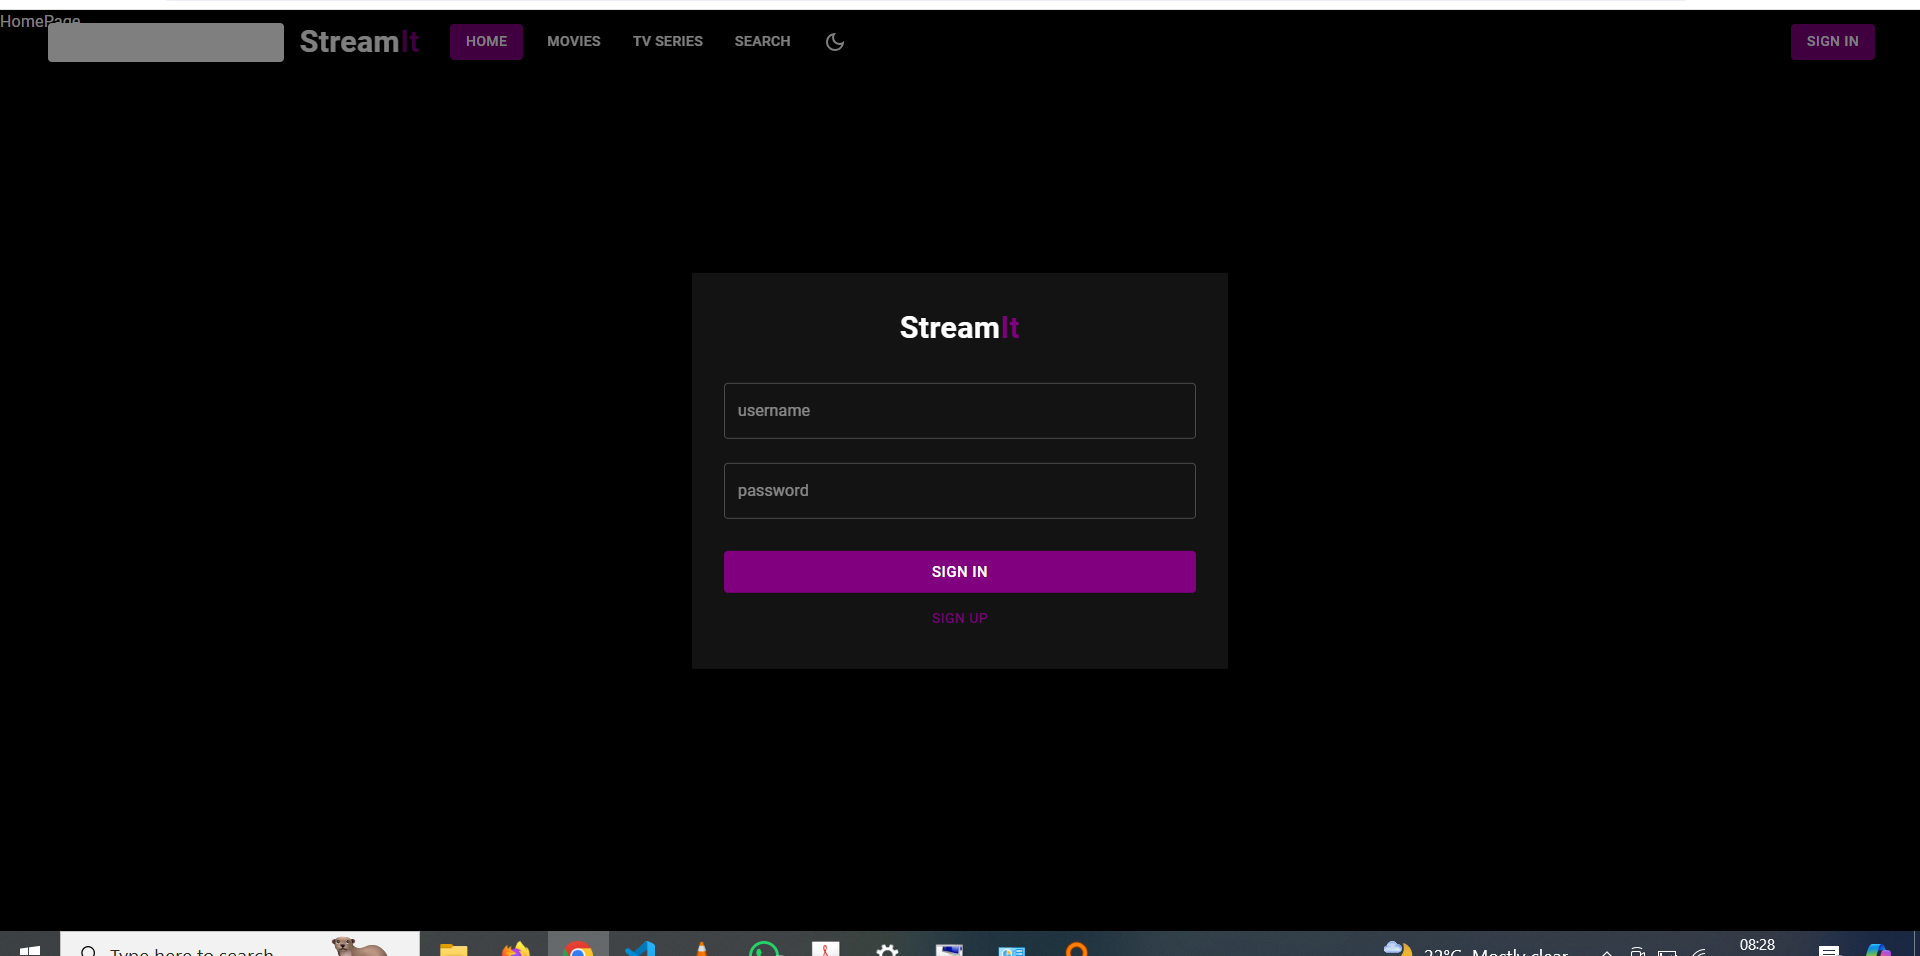 HomePage
StreamIt HOME MOVIES TV SERIES SEARCH SIGN IN
StreamIt
username
password
SIGN IN
SIGN UP
Type here to search 22°C Mostly clear 08:28